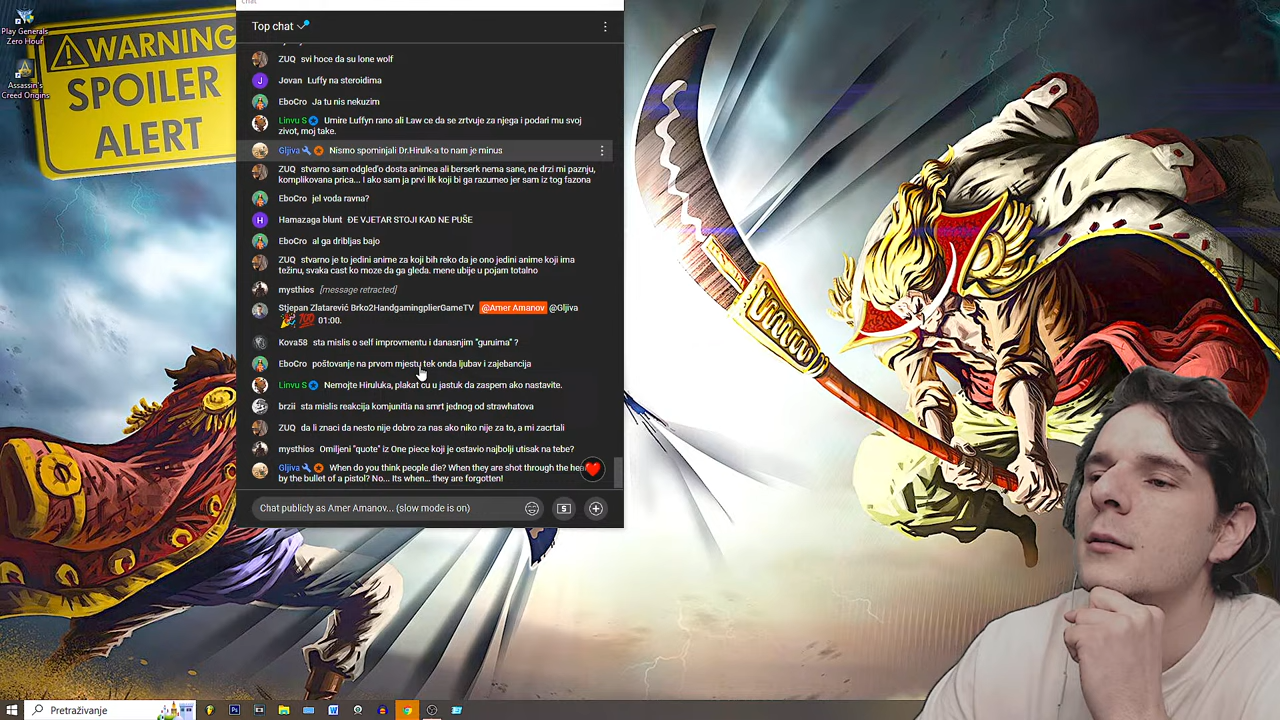 Play Generals
Zero Hour
Assassin's
Creed Origins
WARNING
SPOILER
ALERT
Top chat
ZUQ svi hoce da su lone wolf
J Jovan Luffy na steroidima
EboCro Ja tu nis nekuzim
Linvu S Umire Luffyn rano ali Law ce da se zrtvuje za njega i podari mu svoj
zivot, moj take.
Gljiva Nismo spominjali Dr.Hirulk-a to nam je minus
ZUQ stvarno sam odgleđo dosta animea ali berserk nema sane, ne drzi mi paznju,
komplikovana prica... I ako sam ja prvi lik koji bi ga razumeo jer sam iz tog fazona
EboCro jel voda ravna?
H Hamazaga blunt ĐE VJETAR STOJI KAD NE PUŠE
EboCro al ga dribljas bajo
ZUQ stvarno je to jedini anime za koji bih reko da je ono jedini anime koji ima
težinu, svaka cast ko moze da ga gleda. mene ubije u pojam totalno
mysthios [message retracted]
Stjepan Zlatarević Brko2HandgamingplierGameTV @Amer Amanov @Gljiva
🎉💯 01:00.
Kova58 sta mislis o self improvmentu i danasnjim "guruima" ?
EboCro poštovanje na prvom mjestu tek onda ljubav i zajebancija
Linvu S Nemojte Hiruluka, plakat ću u jastuk da zaspem ako nastavite.
brzii sta mislis reakcija komjunitia na smrt jednog od strawhatova
ZUQ da li znaci da nesto nije dobro za nas ako niko nije za to, a mi zacrtali
mysthios Omiljeni "quote" iz One piece koji je ostavio najbolji utisak na tebe?
Gljiva When do you think people die? When they are shot through the he
by the bullet of a pistol? No... Its when... they are forgotten!
Chat publicly as Amer Amanov... (slow mode is on)
Pretraživanje